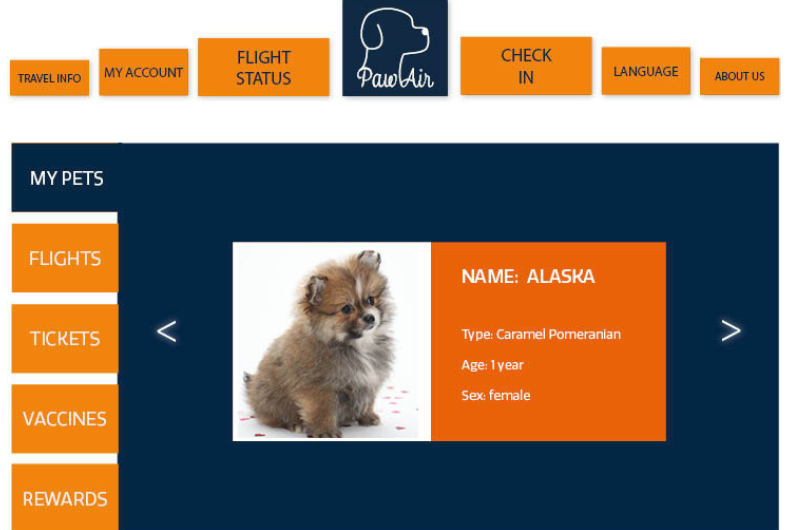 TRAVEL INFO
MY ACCOUNT
FLIGHT
STATUS
PawAir
CHECK
IN
LANGUAGE
ABOUT US
MY PETS
FLIGHTS
TICKETS
VACCINES
REWARDS
<
NAME: ALASKA
Type: Caramel Pomeranian
Age: 1 year
Sex: female
>